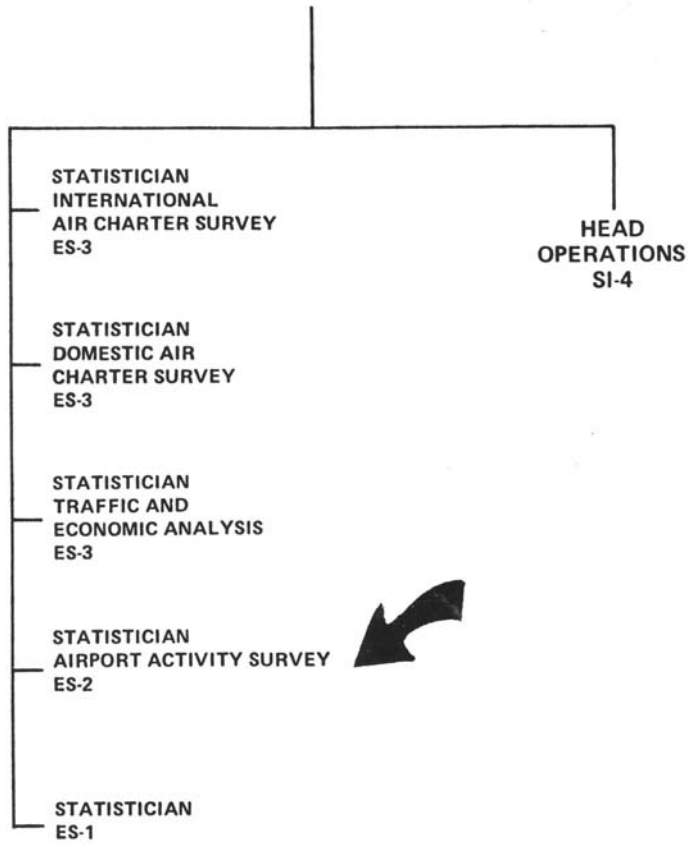 STATISTICIAN
INTERNATIONAL
AIR CHARTER SURVEY
ES-3
HEAD
OPERATIONS
SI-4
STATISTICIAN
DOMESTIC AIR
CHARTER SURVEY
ES-3
STATISTICIAN
TRAFFIC AND
ECONOMIC ANALYSIS
ES-3
STATISTICIAN
AIRPORT ACTIVITY SURVEY
ES-2
STATISTICIAN
ES-1